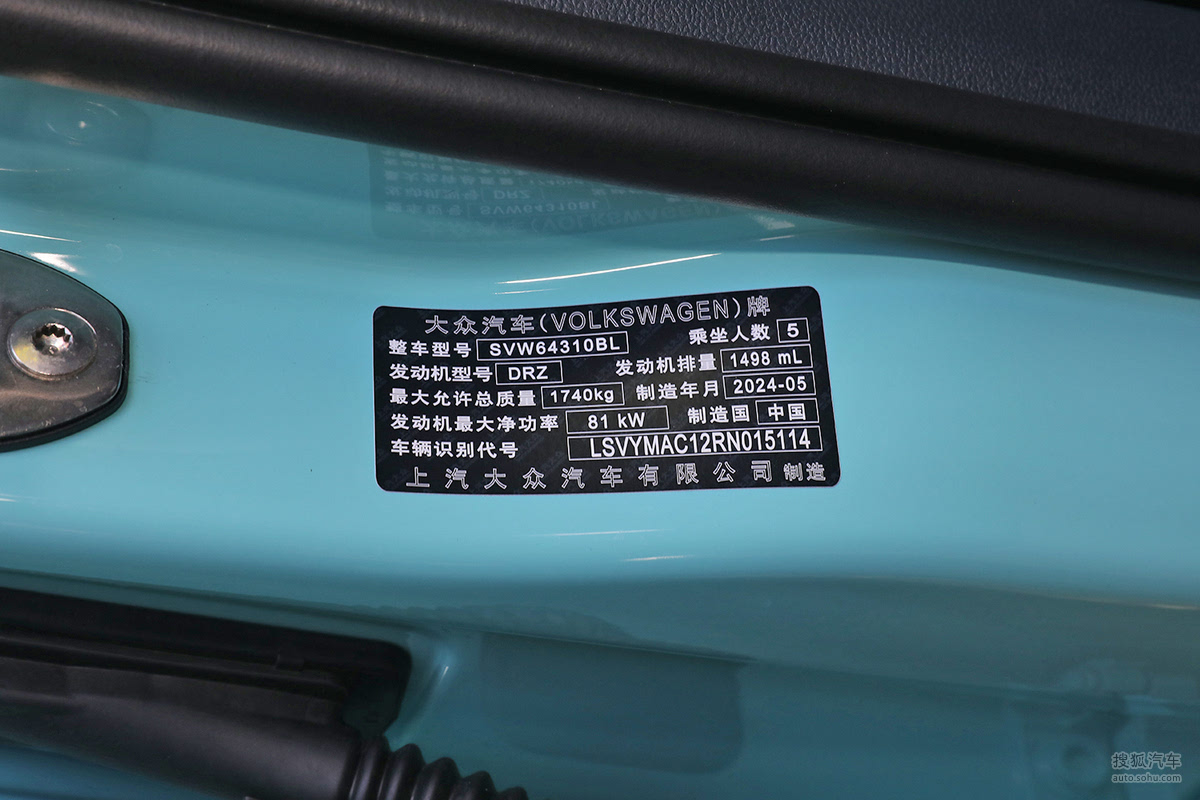 大众汽车(VOLKSWAGEN)牌
整车型号 SVW64310BL 乘坐人数 5
发动机型号 DRZ 发动机排量 1498 mL
最大允许总质量 1740kg 制造年月 2024-05
发动机最大净功率 81 kW 制造国 中国
车辆识别代号 LSVYMAC12RN015114
上汽大众汽车有限公司 制造
搜狐汽车
auto.sohu.com